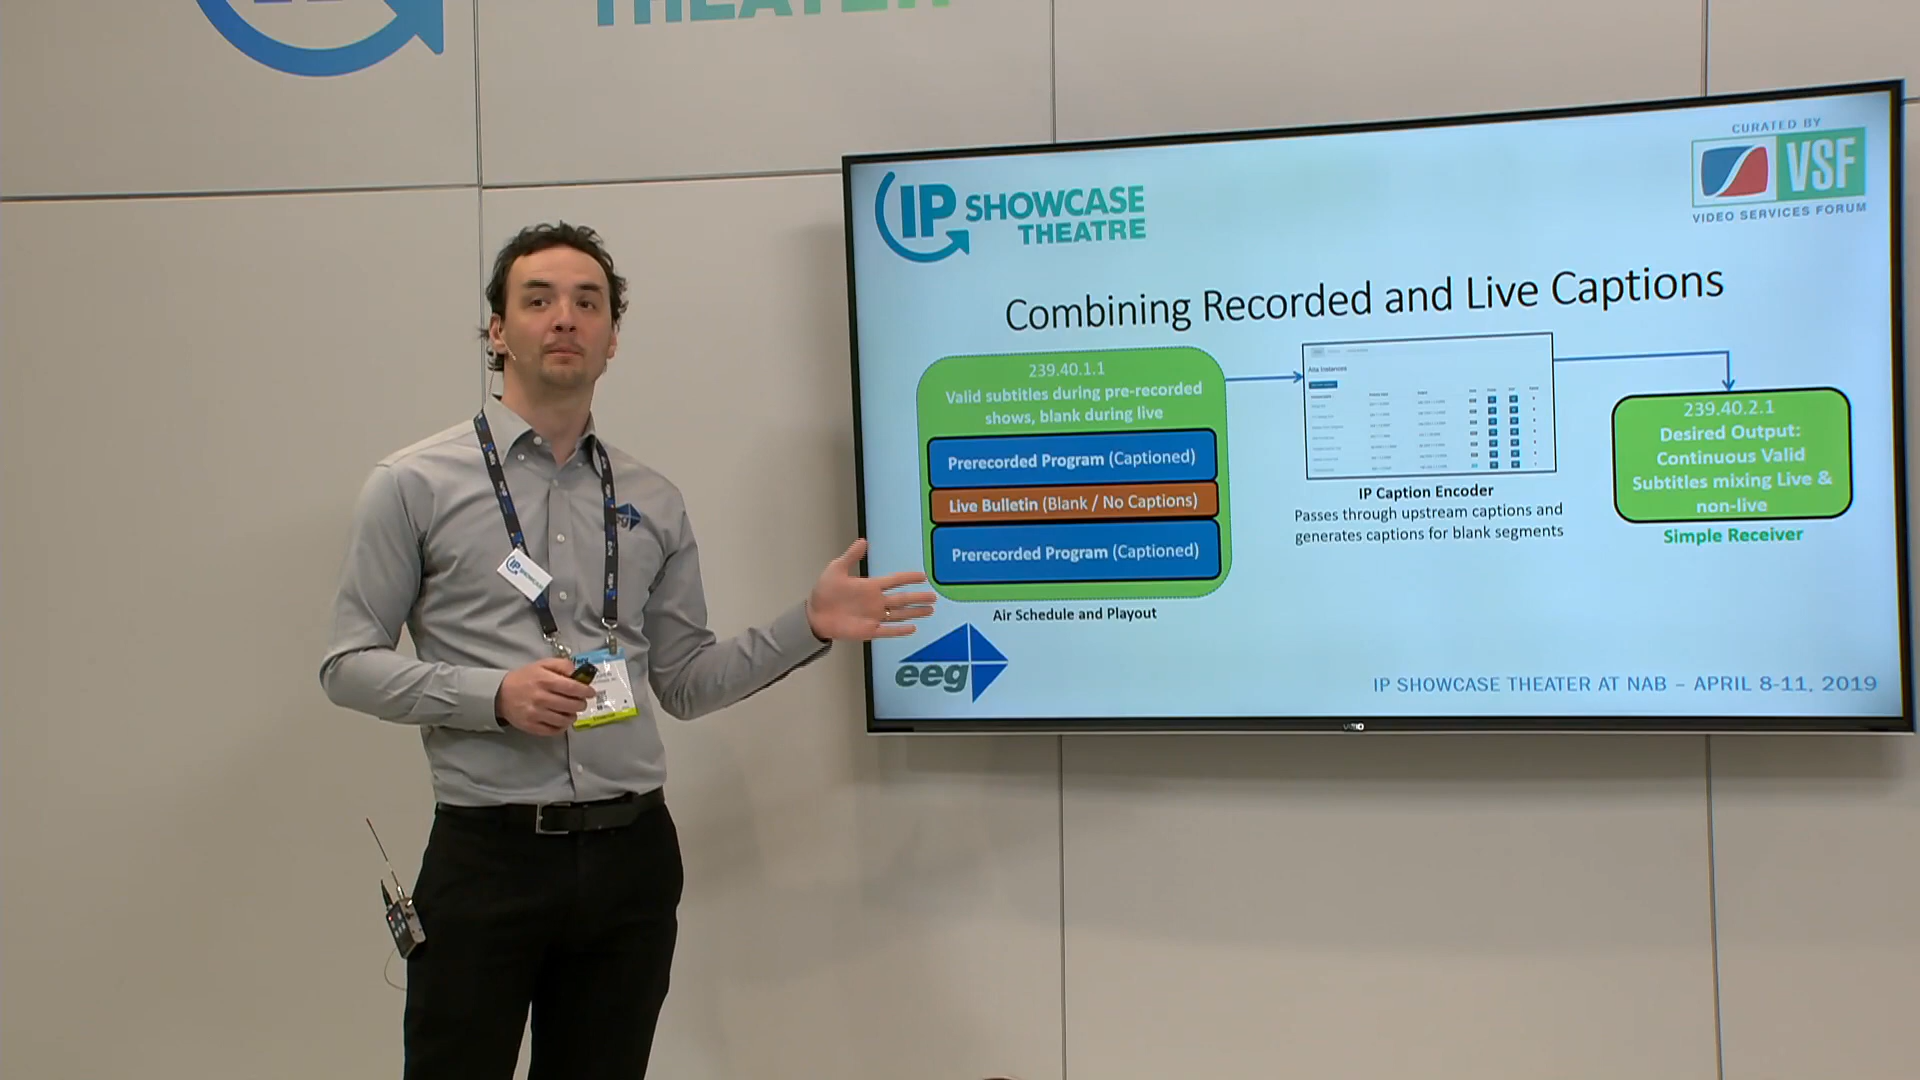 THEATER
CURATED BY
VSF
VIDEO SERVICES FORUM
IP SHOWCASE
THEATRE
Combining Recorded and Live Captions
239.40.1.1
Valid subtitles during pre-recorded
shows, blank during live
Prerecorded Program (Captioned)
Live Bulletin (Blank / No Captions)
Prerecorded Program (Captioned)
Air Schedule and Playout
IP Caption Encoder
Passes through upstream captions and
generates captions for blank segments
239.40.2.1
Desired Output:
Continuous Valid
Subtitles mixing Live &
non-live
Simple Receiver
eeg
IP SHOWCASE THEATER AT NAB – APRIL 8-11, 2019
VIZIO
eeg
IP SHOWCASE